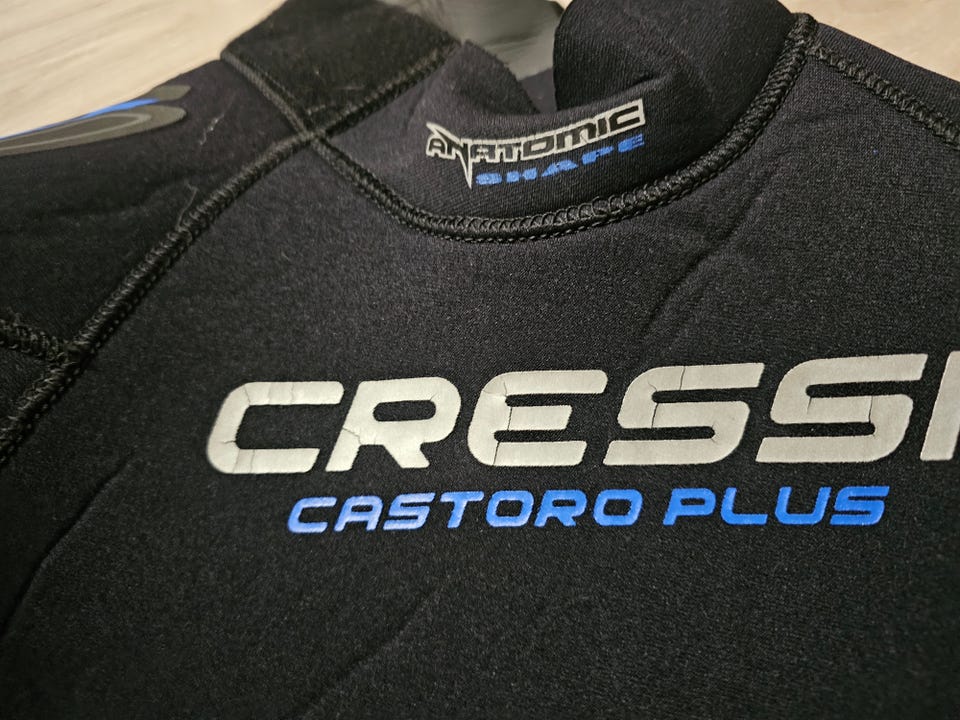 ANATOMIC
SHAPE
CRESSI
CASTORO PLUS